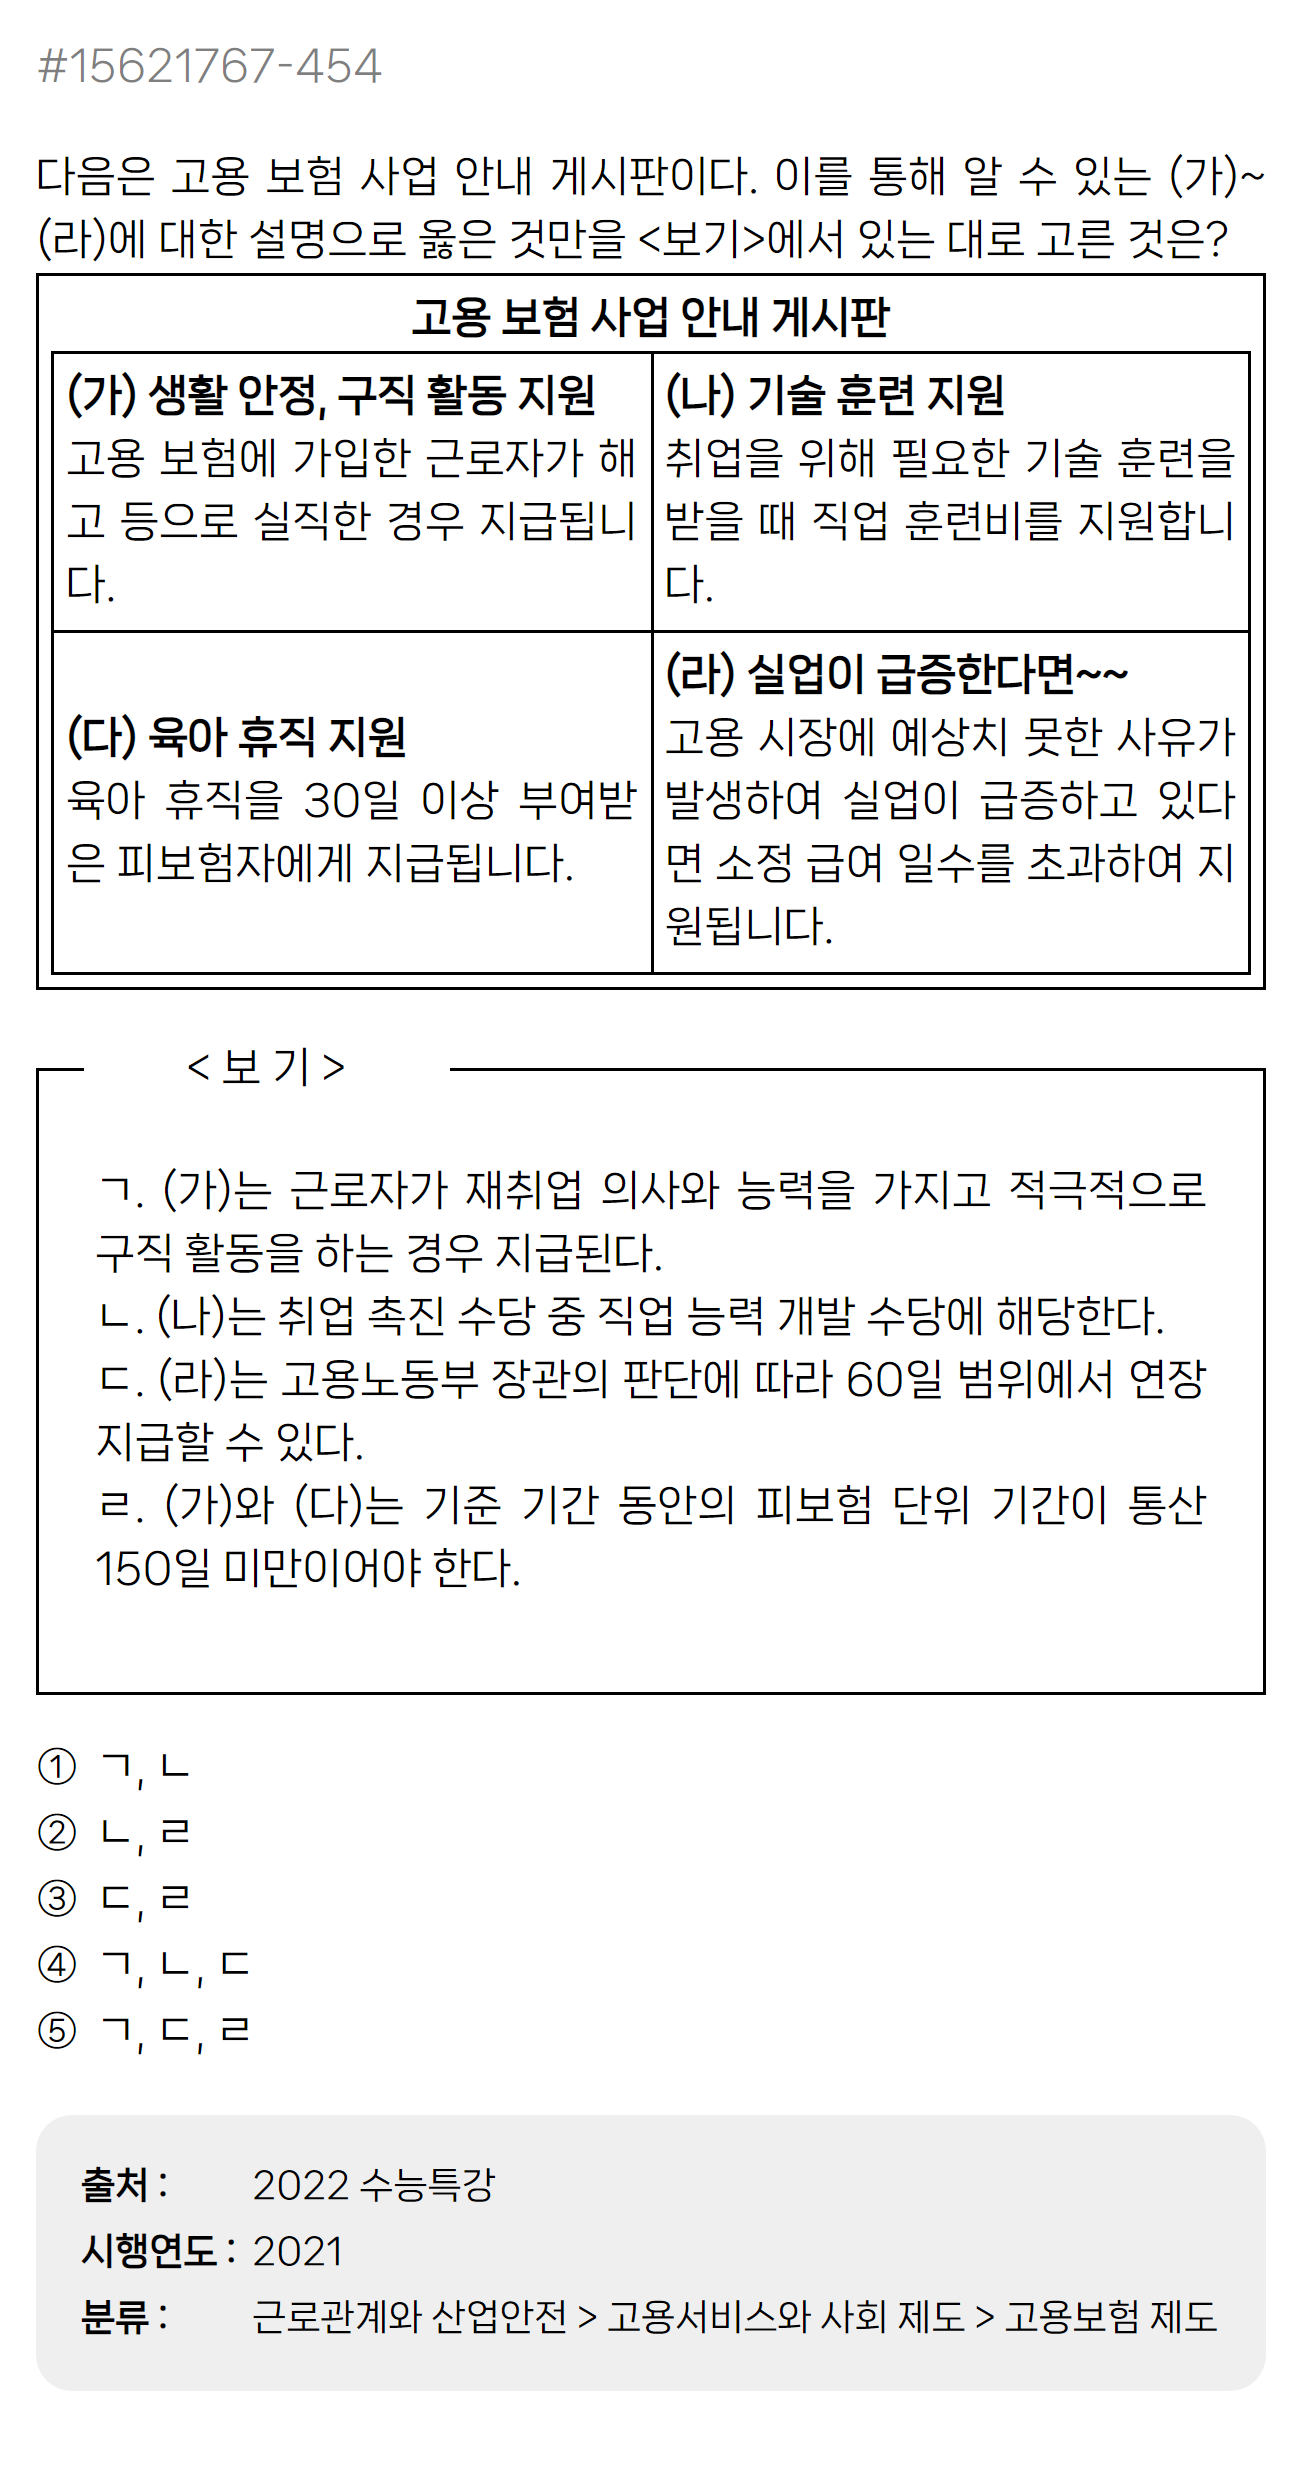 #15621767-454
다음은 고용 보험 사업 안내 게시판이다. 이를 통해 알 수 있는 (가)~
(라)에 대한 설명으로 옳은 것만을 <보기>에서 있는 대로 고른 것은?
고용 보험 사업 안내 게시판
(가) 생활 안정, 구직 활동 지원
고용 보험에 가입한 근로자가 해
고 등으로 실직한 경우 지급됩니
다.
(나) 기술 훈련 지원
취업을 위해 필요한 기술 훈련을
받을 때 직업 훈련비를 지원합니
다.
(다) 육아 휴직 지원
육아 휴직을 30일 이상 부여받
은 피보험자에게 지급됩니다.
(라) 실업이 급증한다면~~
고용 시장에 예상치 못한 사유가
발생하여 실업이 급증하고 있다
면 소정 급여 일수를 초과하여 지
원됩니다.
< 보 기 >
ㄱ. (가)는 근로자가 재취업 의사와 능력을 가지고 적극적으로
구직 활동을 하는 경우 지급된다.
ㄴ. (나)는 취업 촉진 수당 중 직업 능력 개발 수당에 해당한다.
ㄷ. (라)는 고용노동부 장관의 판단에 따라 60일 범위에서 연장
지급할 수 있다.
ㄹ. (가)와 (다)는 기준 기간 동안의 피보험 단위 기간이 통산
150일 미만이어야 한다.
① ㄱ, ㄴ
② ㄴ, ㄹ
③ ㄷ, ㄹ
④ ㄱ, ㄴ, ㄷ
⑤ ㄱ, ㄷ, ㄹ
출처 : 2022 수능특강
시행연도 : 2021
분류 : 근로관계와 산업안전 > 고용서비스와 사회 제도 > 고용보험 제도